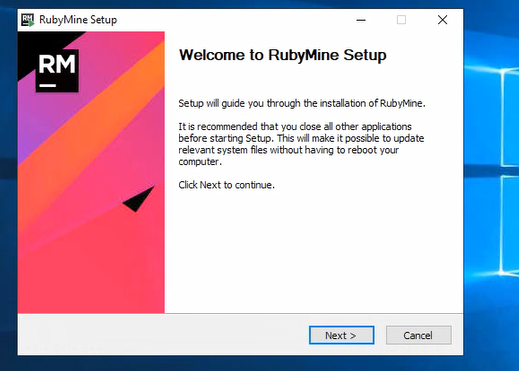 RM RubyMine Setup
RM
Welcome to RubyMine Setup
Setup will guide you through the installation of RubyMine.
It is recommended that you close all other applications
before starting Setup. This will make it possible to update
relevant system files without having to reboot your
computer.
Click Next to continue.
Next >
Cancel